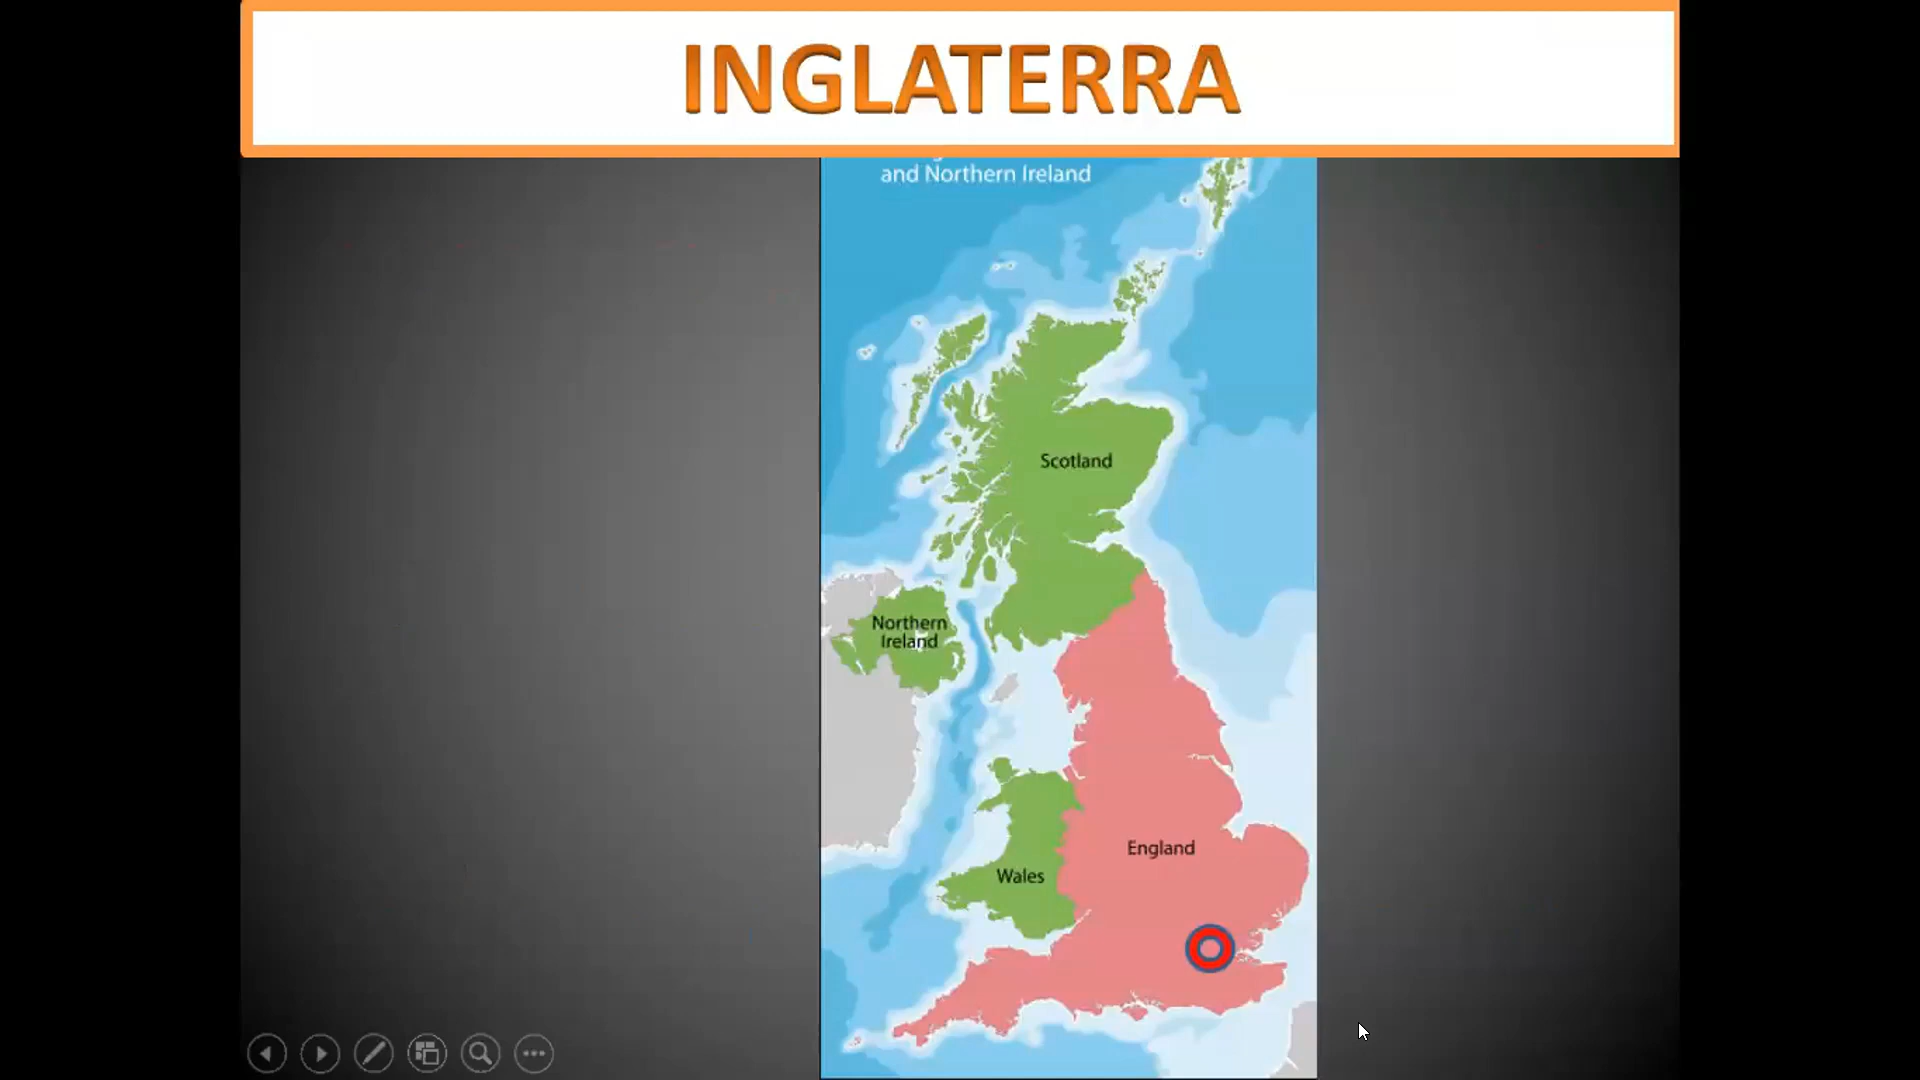 INGLATERRA
and Northern Ireland
Scotland
Northern
Ireland
England
Wales